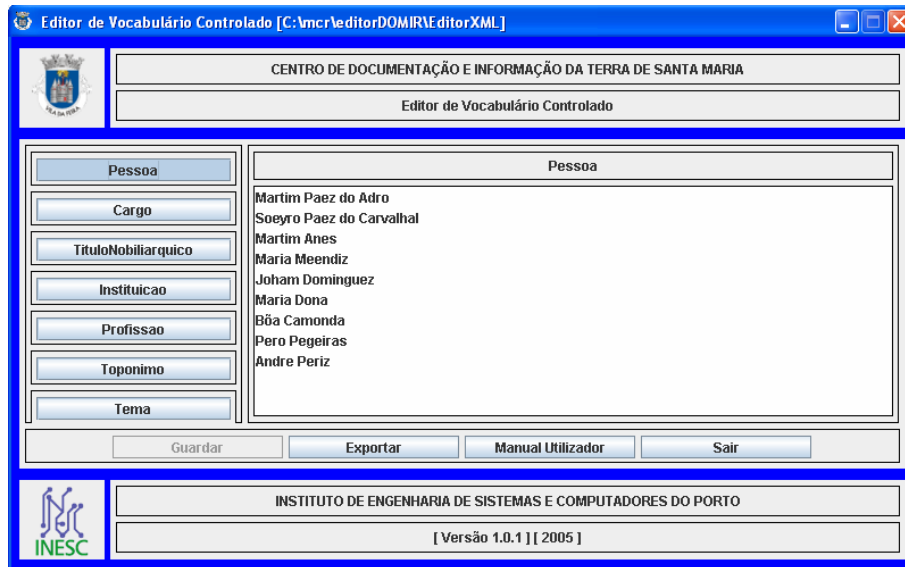 Editor de Vocabulário Controlado [C:\mcr\editorDOMIR\EditorXML]
CENTRO DE DOCUMENTAÇÃO E INFORMAÇÃO DA TERRA DE SANTA MARIA
Editor de Vocabulário Controlado
VILA DA FEIRA
Pessoa
Cargo
TituloNobiliarquico
Instituicao
Profissao
Toponimo
Tema
Pessoa
Martim Paez do Adro
Soeyro Paez do Carvalhal
Martim Anes
Maria Meendiz
Joham Dominguez
Maria Dona
Bõa Camonda
Pero Pegeiras
Andre Periz
Guardar
Exportar
Manual Utilizador
Sair
INESC
INSTITUTO DE ENGENHARIA DE SISTEMAS E COMPUTADORES DO PORTO
[ Versão 1.0.1 ] [ 2005 ]